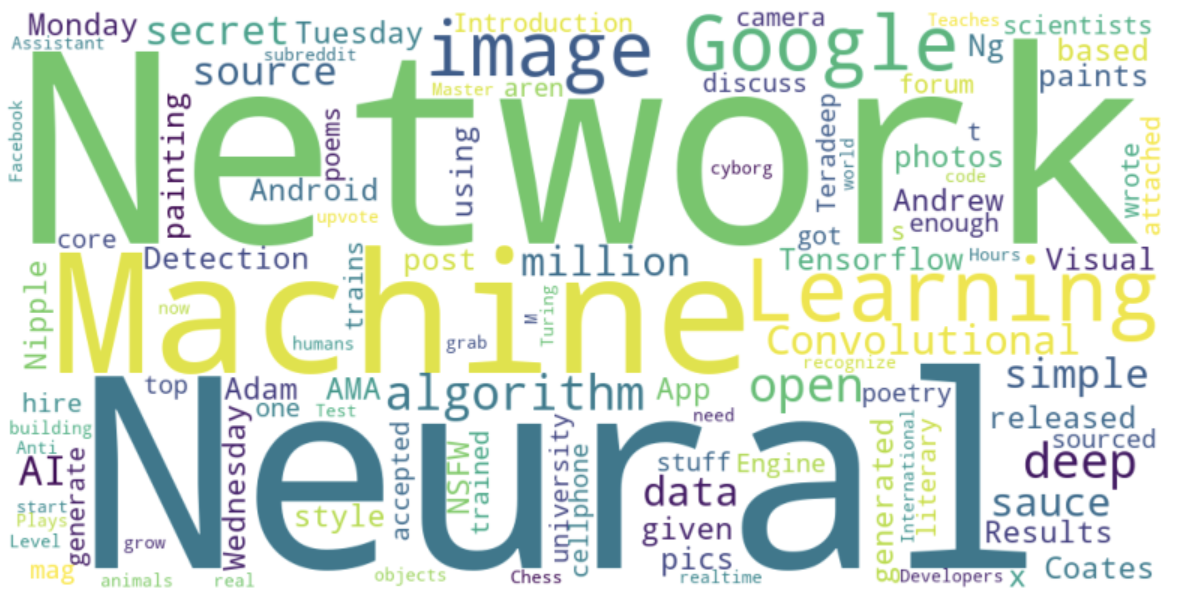 Monday secret Tuesday Introduction camera Teaches scientists
Assistant subreddit image Google Ng based
source Master aren discuss forum paints
Network
Facebook painting poems using Teradeep world t attached
Android cyborg photos code wrote
upvote Andrew
s enough
core got
Detection post million Tensorflow Hours Visual
Nipple Machine Learning
now trains M Turing
humans grab Convolutional
recognize
top Adam AMA algorithm App open poetry simple
hire one Test need released
building Neural sourced
Anti Wednesday accepted NSFW trained university cellphone generated International literary
AI generate stuff Engine deep
start data sauce
Plays style given Results
Level grow pics
mag animals real objects Chess realtime Developers x Coates